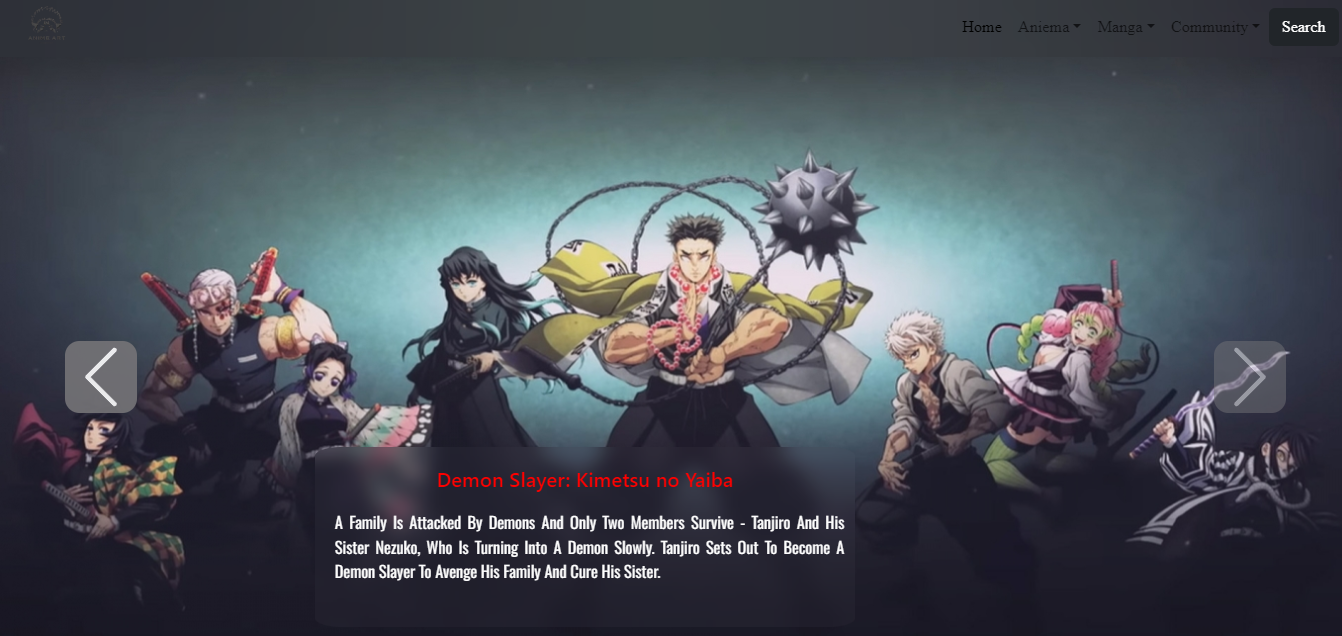 Home Aniema Manga Community Search
Demon Slayer: Kimetsu no Yaiba
A Family Is Attacked By Demons And Only Two Members Survive - Tanjiro And His
Sister Nezuko, Who Is Turning Into A Demon Slowly. Tanjiro Sets Out To Become A
Demon Slayer To Avenge His Family And Cure His Sister.